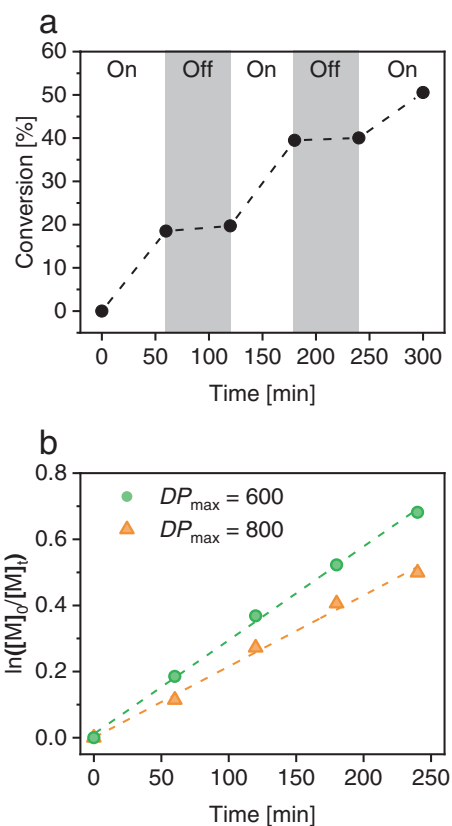 a
60
On Off On Off On
50
40
30
20
10
0
Conversion [%]
0 50 100 150 200 250 300
Time [min]
b
0.8
DPmax = 600
DPmax = 800
0.6
0.4
0.2
0.0
ln([M]0/[M]t)
0 50 100 150 200 250
Time [min]